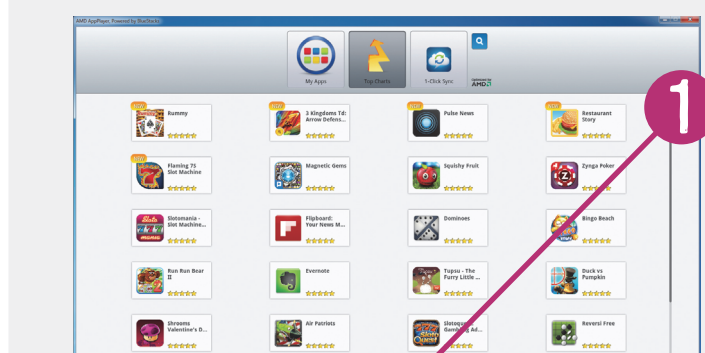 AMD AppPlayer, Powered by BlueStacks
My Apps
Top Charts
1-Click Sync
AMD
1
Rummy
3 Kingdoms Td:
Arrow Defens...
Pulse News
Restaurant
Story
Flaming 7S
Slot Machine
Magnetic Gems
Squishy Fruit
Zynga Poker
Slotomania -
Slot Machine...
Flipboard:
Your News M...
Dominoes
Bingo Beach
Run Run Bear
II
Evernote
Tupsu - The
Furry Little ...
Duck vs
Pumpkin
Shrooms
Valentine's D...
Air Patriots
Gambling Ad...
Reversi Free